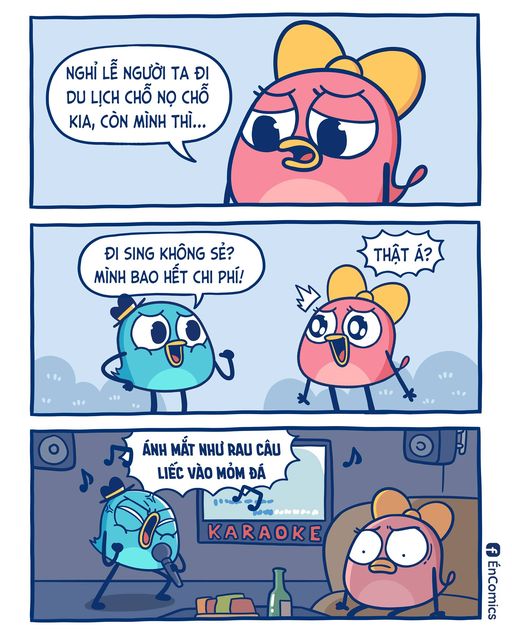 NGHỈ LỄ NGƯỜI TA ĐI
DU LỊCH CHỖ NỌ CHỖ
KIA, CÒN MÌNH THÌ...
ĐI SING KHÔNG SẺ?
MÌNH BAO HẾT CHI PHÍ!
THẬT Á?
ÁNH MẮT NHƯ RAU CÂU
LIẾC VÀO MỎM ĐÁ
KARAOKE
ÉnComics